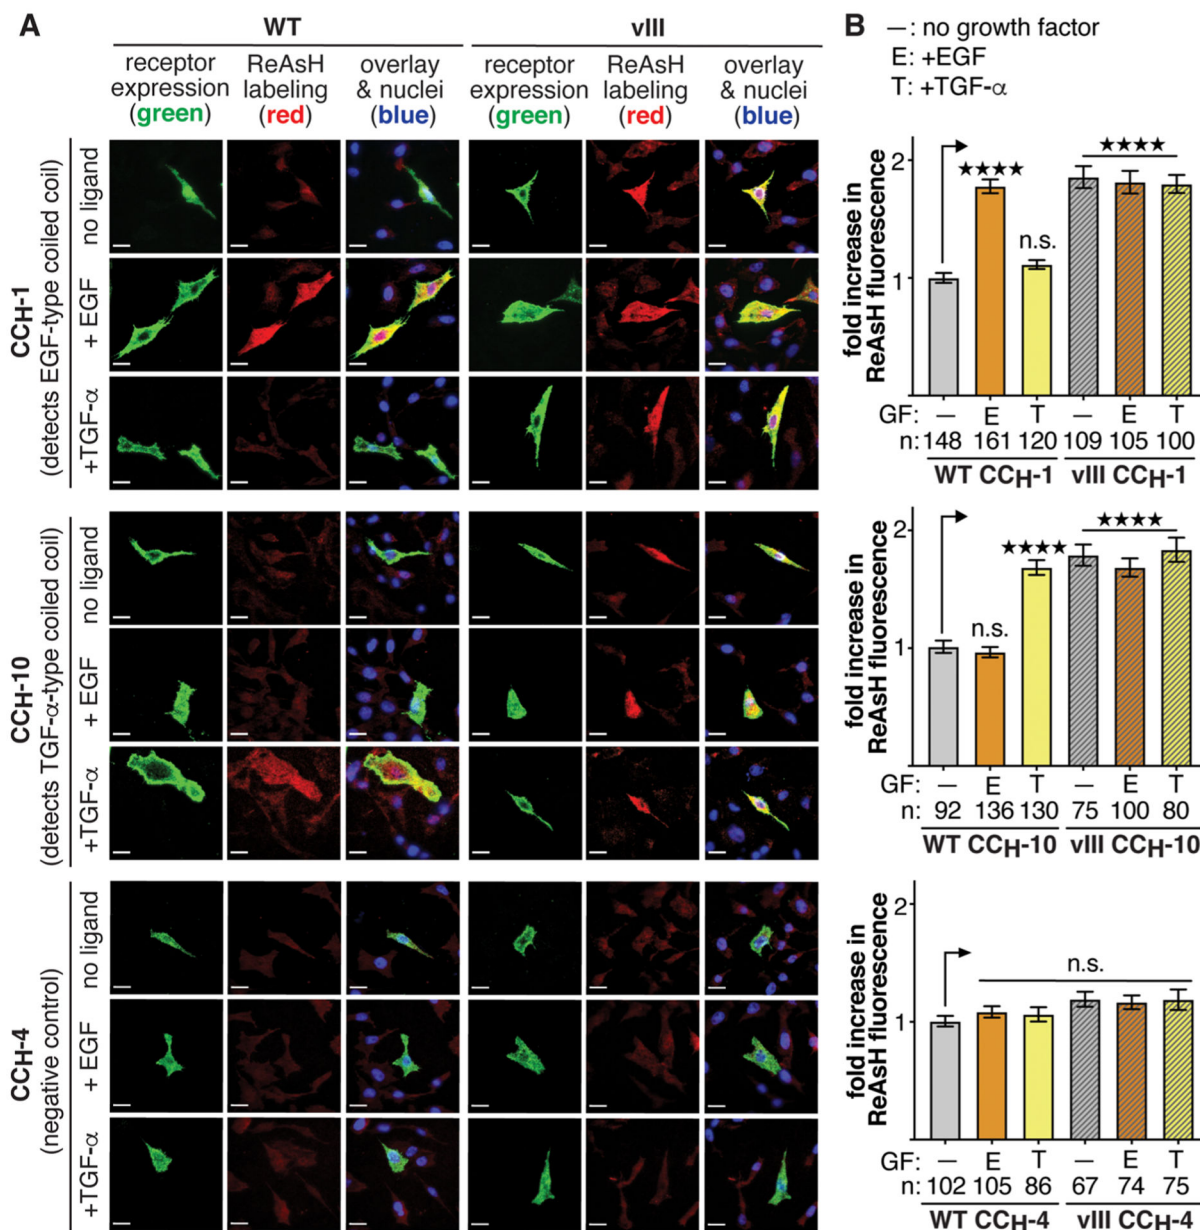 A
WT
vIII
receptor expression (green)
ReAsH labeling (red)
overlay & nuclei (blue)
receptor expression (green)
ReAsH labeling (red)
overlay & nuclei (blue)
CCH-1
(detects EGF-type coiled coil)
no ligand
+ EGF
+TGF-α
CCH-10
(detects TGF-α-type coiled coil)
no ligand
+ EGF
+TGF-α
CCH-4
(negative control)
no ligand
+ EGF
+TGF-α
B
—: no growth factor
E: +EGF
T: +TGF-α
fold increase in
ReAsH fluorescence
2
1
★★★★
n.s.
★★★★
GF: — E T — E T
n: 148 161 120 109 105 100
WT CCH-1 vIII CCH-1
fold increase in
ReAsH fluorescence
2
1
n.s.
★★★★
★★★★
GF: — E T — E T
n: 92 136 130 75 100 80
WT CCH-10 vIII CCH-10
fold increase in
ReAsH fluorescence
2
1
n.s.
GF: — E T — E T
n: 102 105 86 67 74 75
WT CCH-4 vIII CCH-4